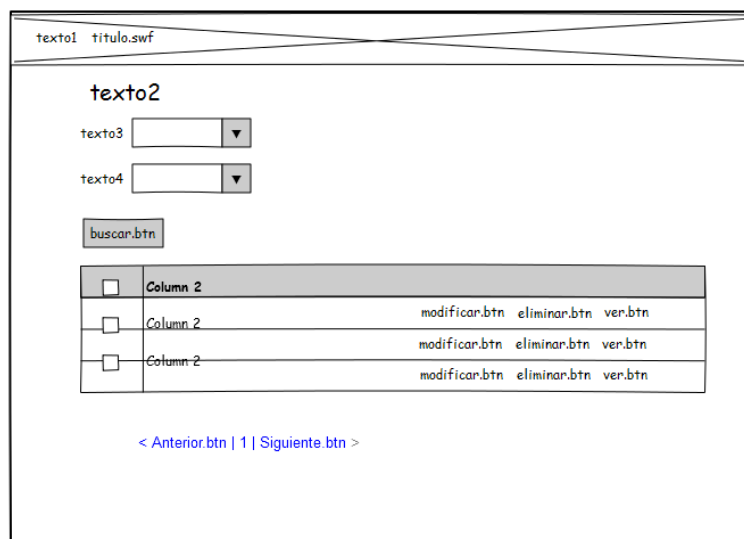 texto1 titulo.swf
texto2
texto3
texto4
buscar.btn
Column 2
modificar.btn eliminar.btn ver.btn
Column 2
modificar.btn eliminar.btn ver.btn
Column 2
modificar.btn eliminar.btn ver.btn
< Anterior.btn | 1 | Siguiente.btn >